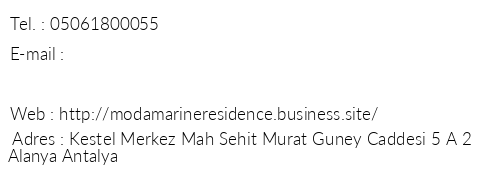 Tel. : 05061800055
E-mail :
Web : http://modamarineresidence.business.site/
Adres : Kestel Merkez Mah Sehit Murat Guney Caddesi 5 A 2
Alanya Antalya